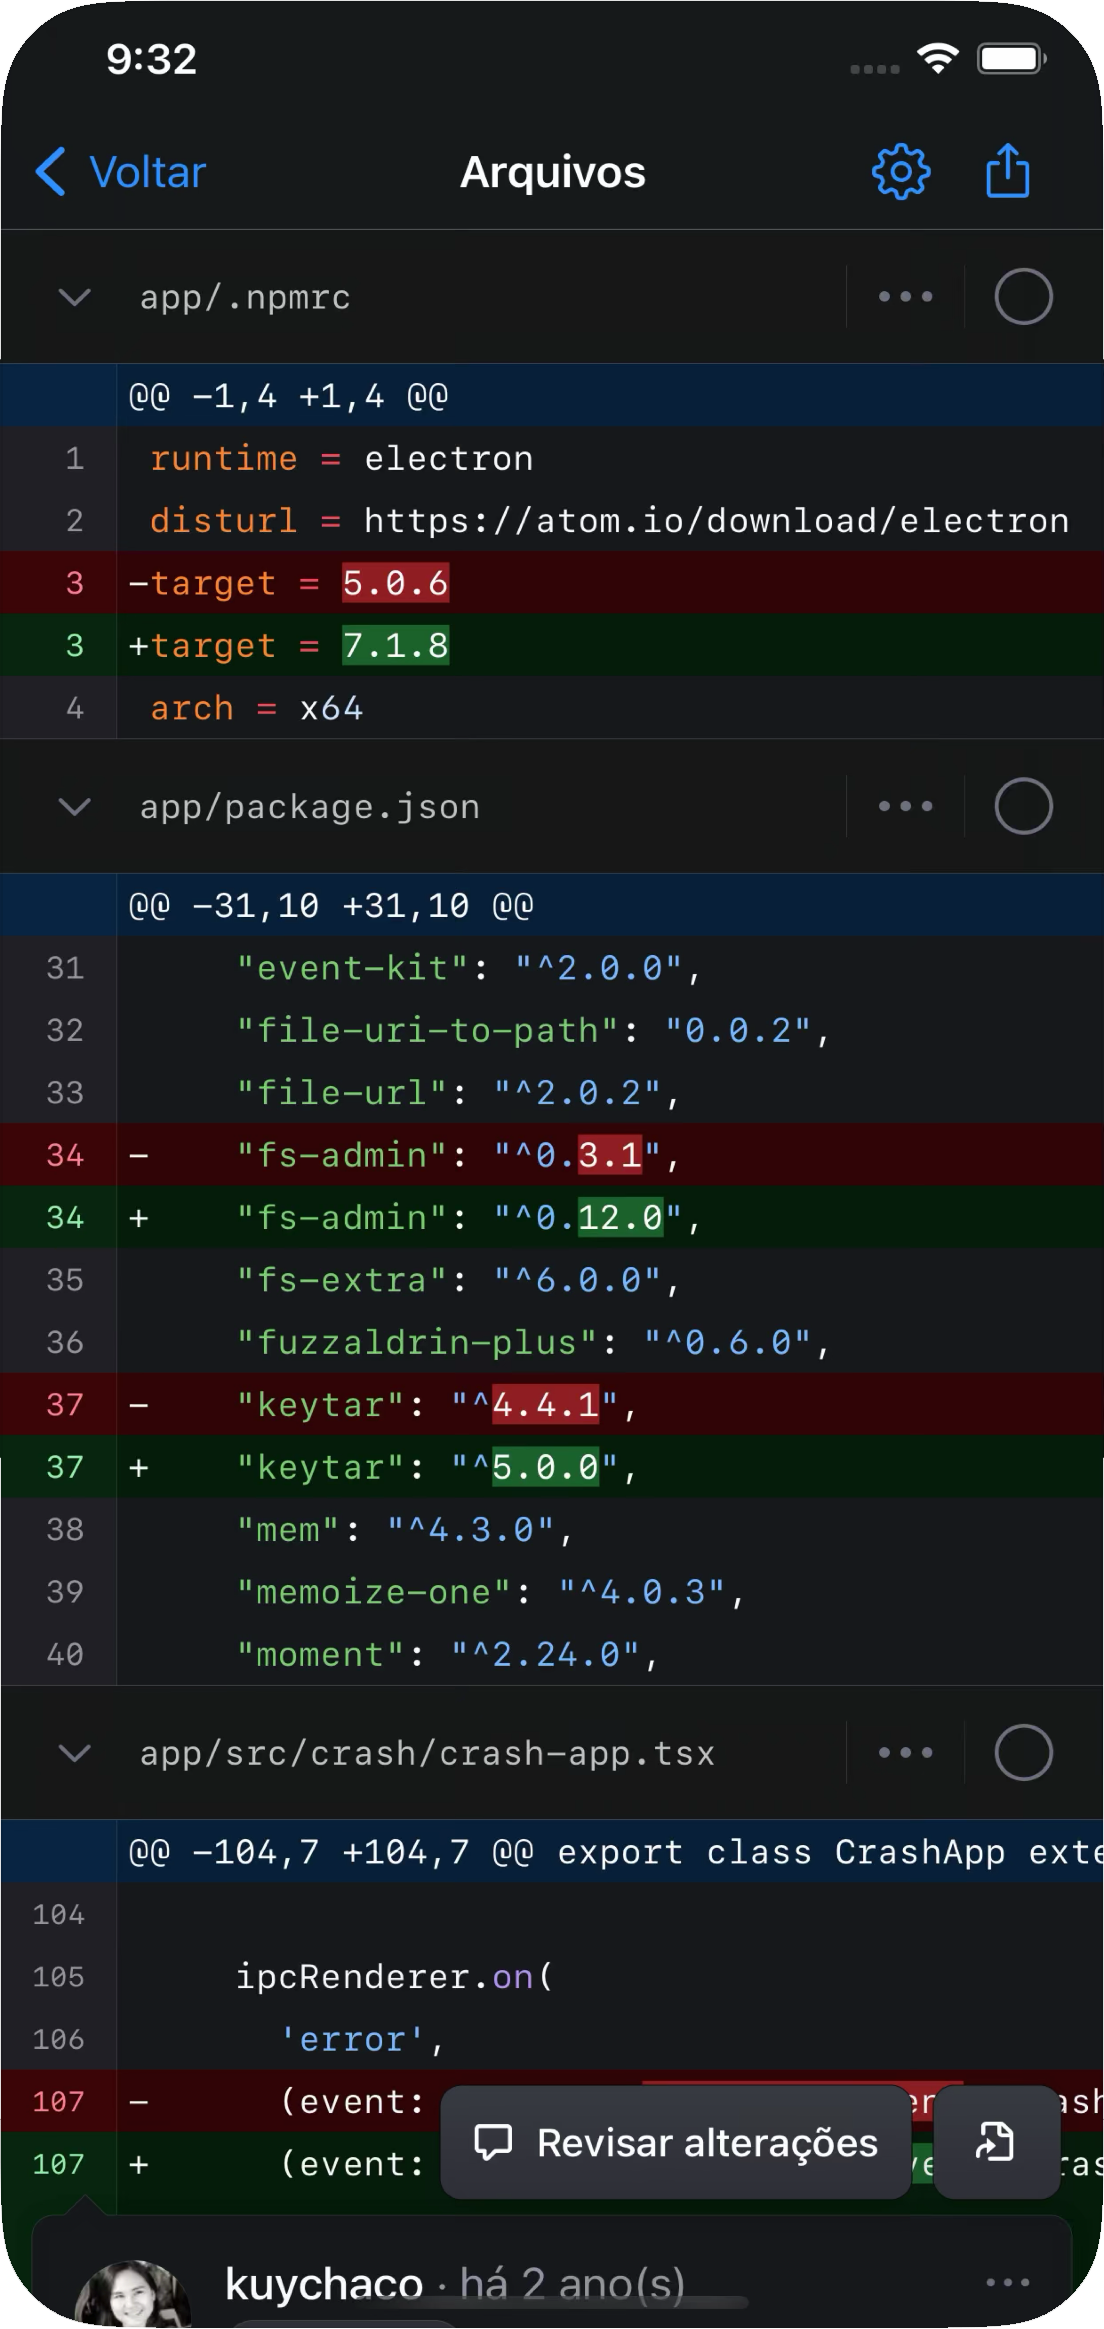 9:32
Voltar Arquivos
app/.npmrc
@@ -1,4 +1,4 @@
1 runtime = electron
2 disturl = https://atom.io/download/electron
3 -target = 5.0.6
3 +target = 7.1.8
4 arch = x64
app/package.json
@@ -31,10 +31,10 @@
31 "event-kit": "^2.0.0",
32 "file-uri-to-path": "0.0.2",
33 "file-url": "^2.0.2",
34 - "fs-admin": "^0.3.1",
34 + "fs-admin": "^0.12.0",
35 "fs-extra": "^6.0.0",
36 "fuzzaldrin-plus": "^0.6.0",
37 - "keytar": "^4.4.1",
37 + "keytar": "^5.0.0",
38 "mem": "^4.3.0",
39 "memoize-one": "^4.0.3",
40 "moment": "^2.24.0",
app/src/crash/crash-app.tsx
@@ -104,7 +104,7 @@ export class CrashApp exte
104
105 ipcRenderer.on(
106 'error',
107 - (event:
107 + (event:
Revisar alterações
kuychaco · há 2 ano(s)